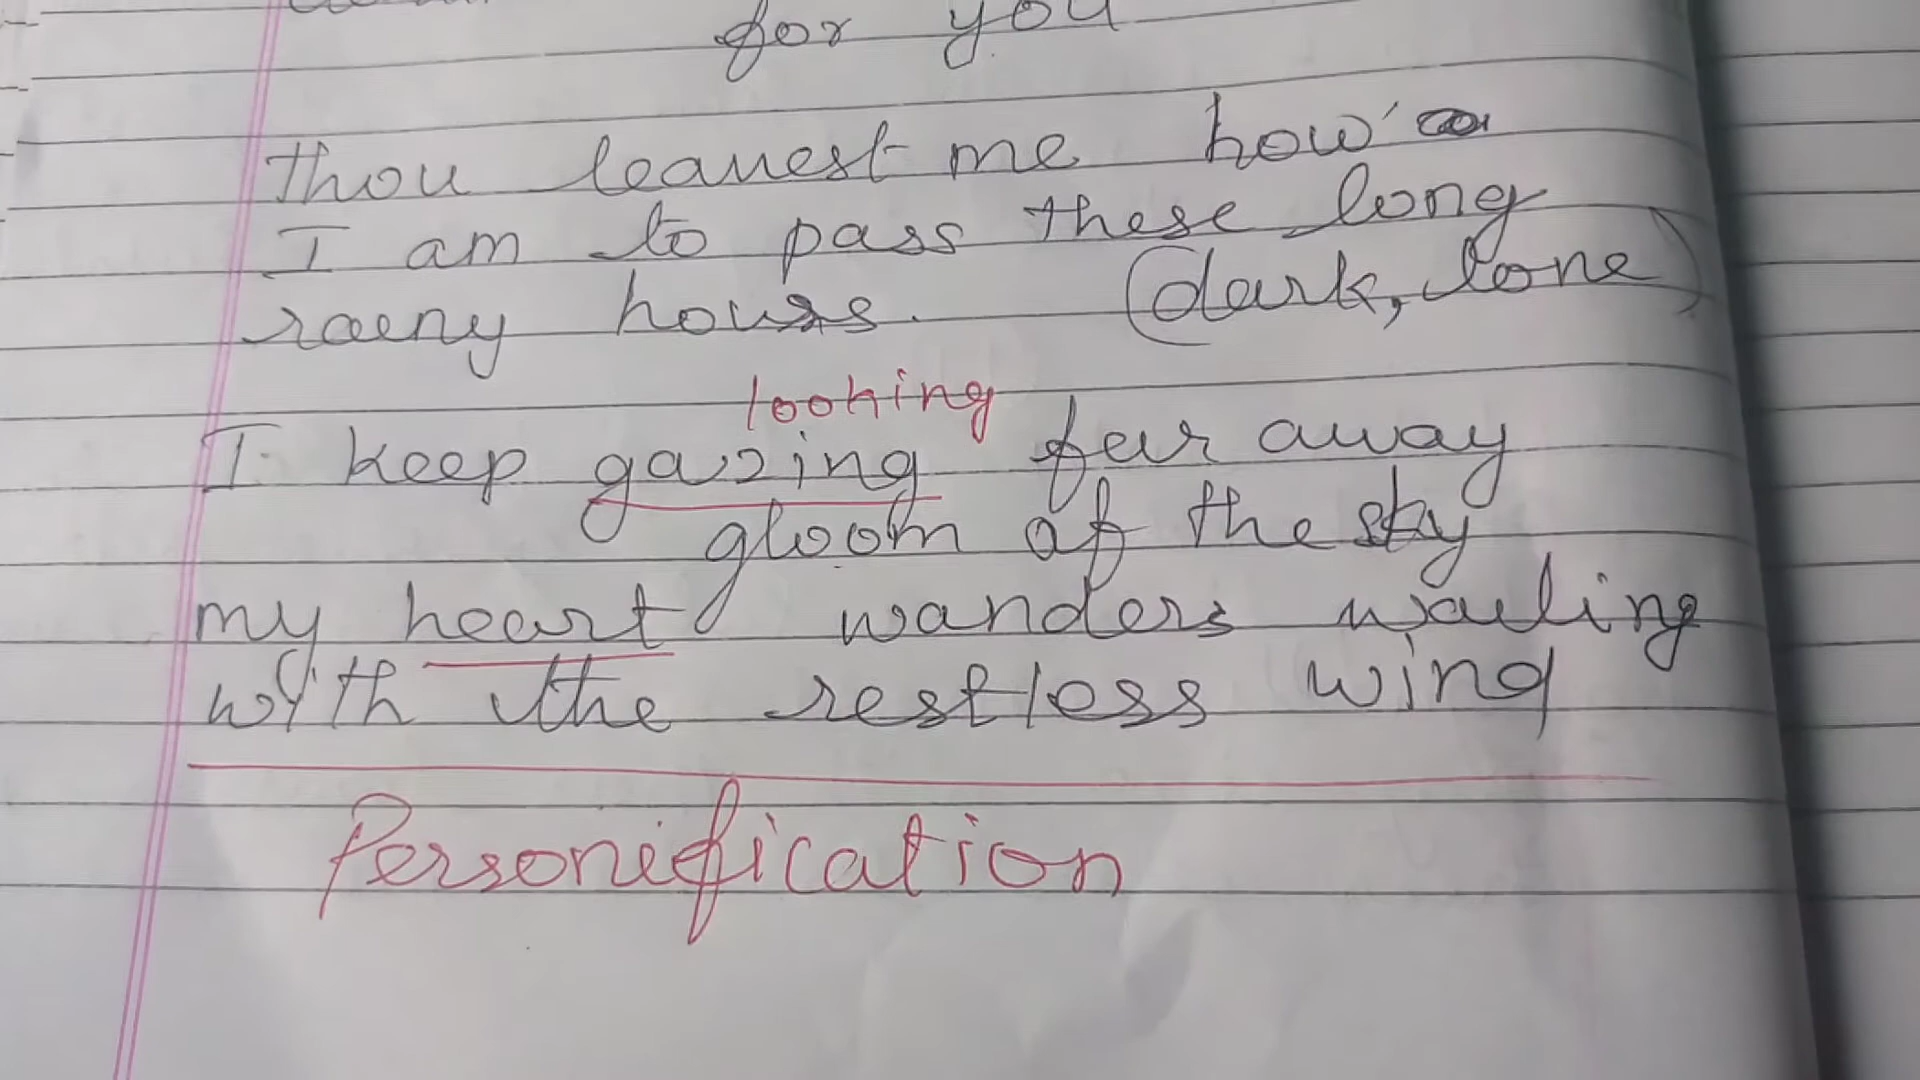 for you
Thou leavest me how
I am to pass these long
rainy hours. (dark, lone)
looking
I keep gazing far away
gloom of the sky
my heart wanders wailing
with the restless wind
Personification